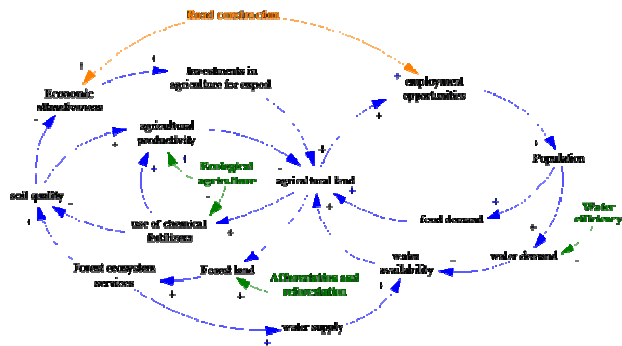 Road construction
Economic
attractiveness
Investments in
agriculture for export
employment
opportunities
agricultural
productivity
Ecological
agriculture
agricultural land
Population
soil quality
use of chemical
fertilizers
food demand
Water
efficiency
Forest ecosystem
services
Forest land
Afforestation and
reforestation
water
availability
water demand
water supply